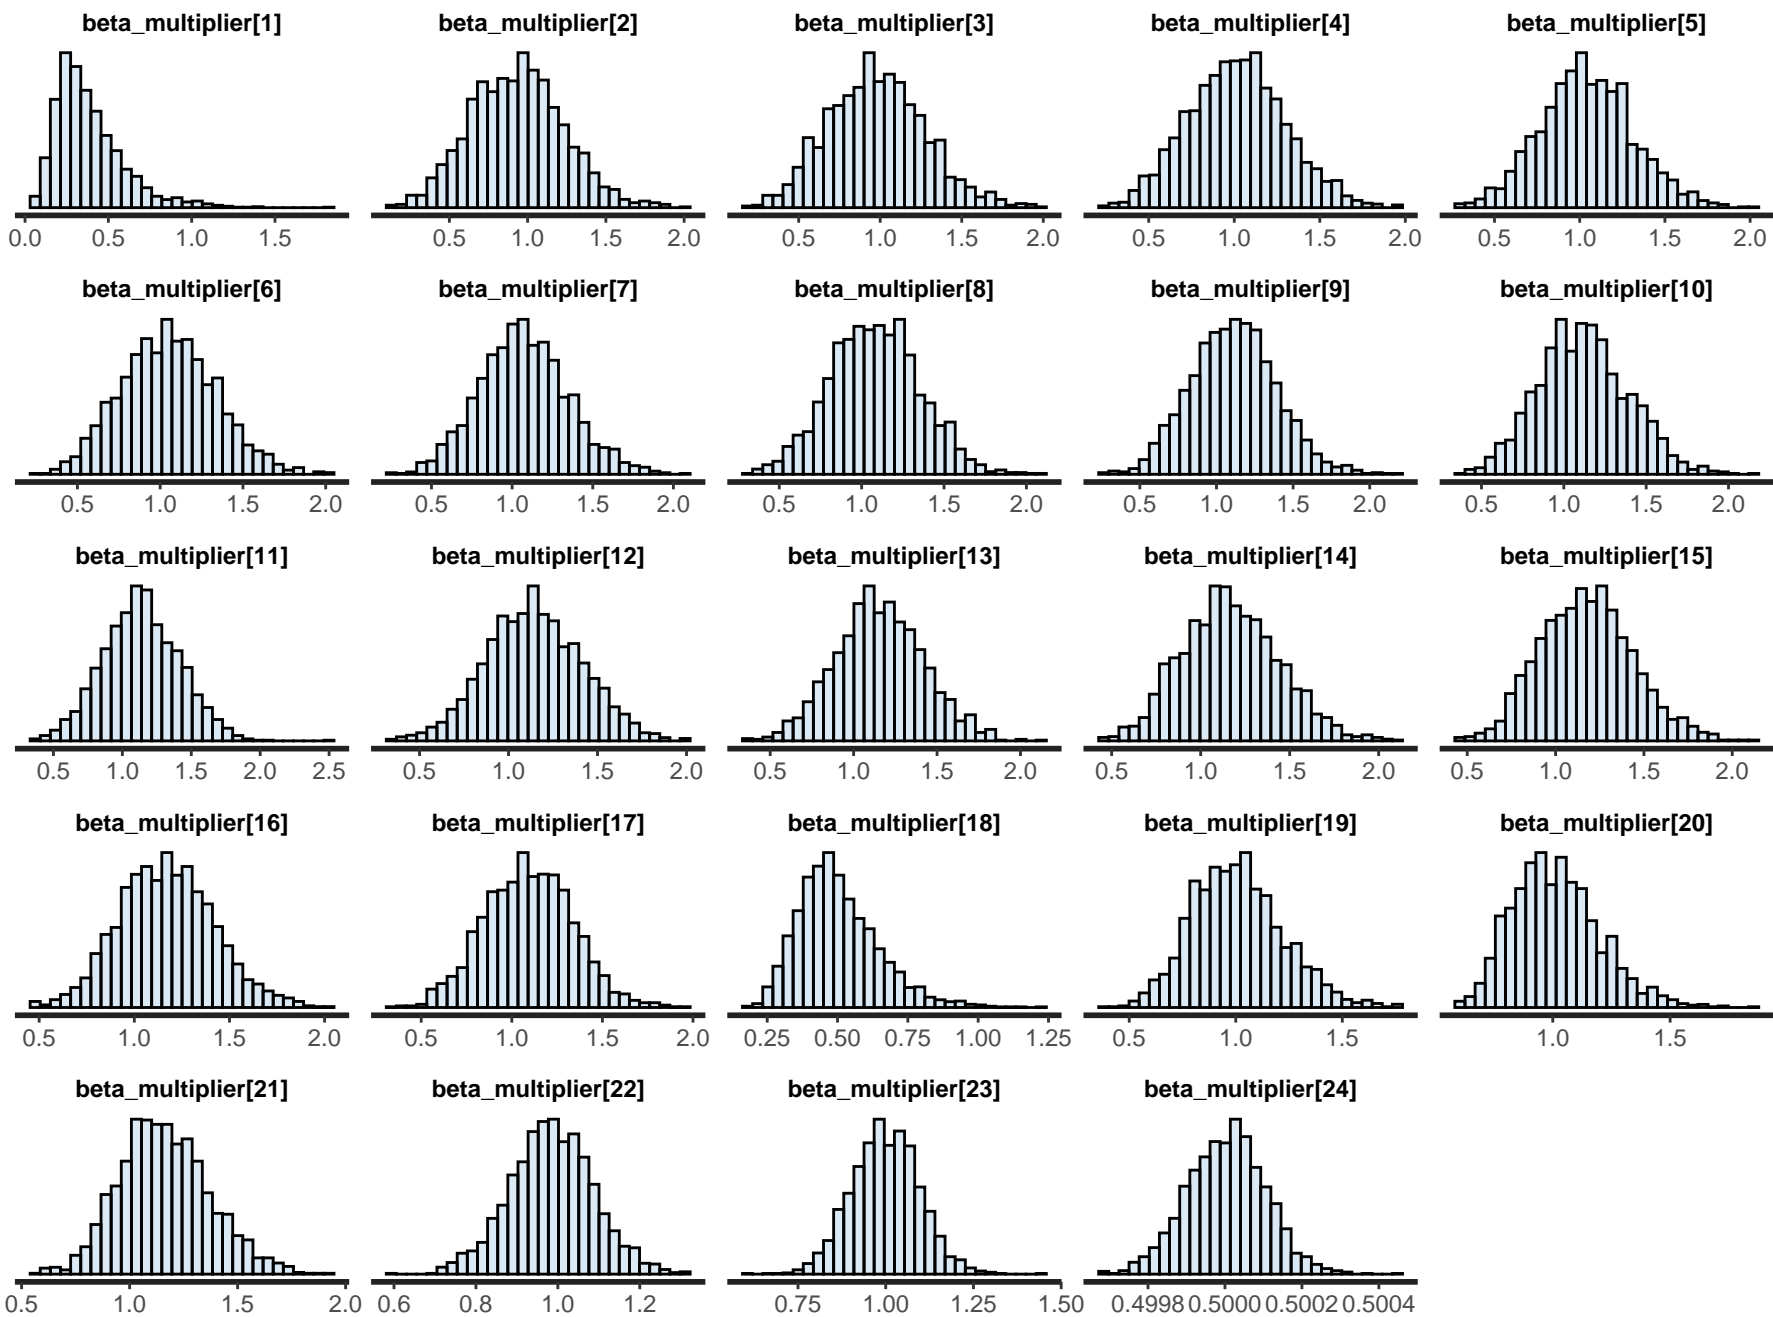 beta_multiplier[1] beta_multiplier[2] beta_multiplier[3] beta_multiplier[4] beta_multiplier[5]
0.0 0.5 1.0 1.5 0.5 1.0 1.5 2.0 0.5 1.0 1.5 2.0 0.5 1.0 1.5 2.0 0.5 1.0 1.5 2.0
beta_multiplier[6] beta_multiplier[7] beta_multiplier[8] beta_multiplier[9] beta_multiplier[10]
0.5 1.0 1.5 2.0 0.5 1.0 1.5 2.0 0.5 1.0 1.5 2.0 0.5 1.0 1.5 2.0 0.5 1.0 1.5 2.0
beta_multiplier[11] beta_multiplier[12] beta_multiplier[13] beta_multiplier[14] beta_multiplier[15]
0.5 1.0 1.5 2.0 2.5 0.5 1.0 1.5 2.0 0.5 1.0 1.5 2.0 0.5 1.0 1.5 2.0 0.5 1.0 1.5 2.0
beta_multiplier[16] beta_multiplier[17] beta_multiplier[18] beta_multiplier[19] beta_multiplier[20]
0.5 1.0 1.5 2.0 0.5 1.0 1.5 2.0 0.25 0.50 0.75 1.00 1.25 0.5 1.0 1.5 1.0 1.5
beta_multiplier[21] beta_multiplier[22] beta_multiplier[23] beta_multiplier[24]
0.5 1.0 1.5 2.0 0.6 0.8 1.0 1.2 0.75 1.00 1.25 1.50 0.4998 0.5000 0.5002 0.5004